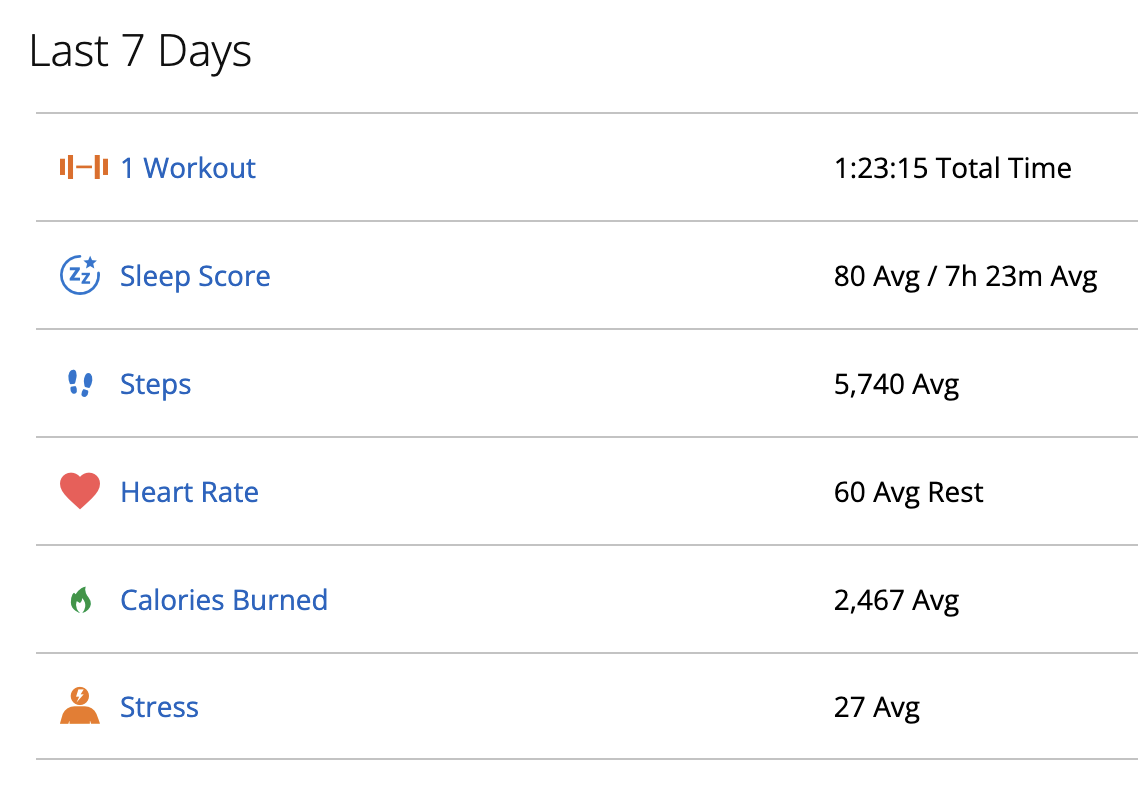 Last 7 Days
1 Workout 1:23:15 Total Time
zz Sleep Score 80 Avg / 7h 23m Avg
Steps 5,740 Avg
Heart Rate 60 Avg Rest
Calories Burned 2,467 Avg
Stress 27 Avg